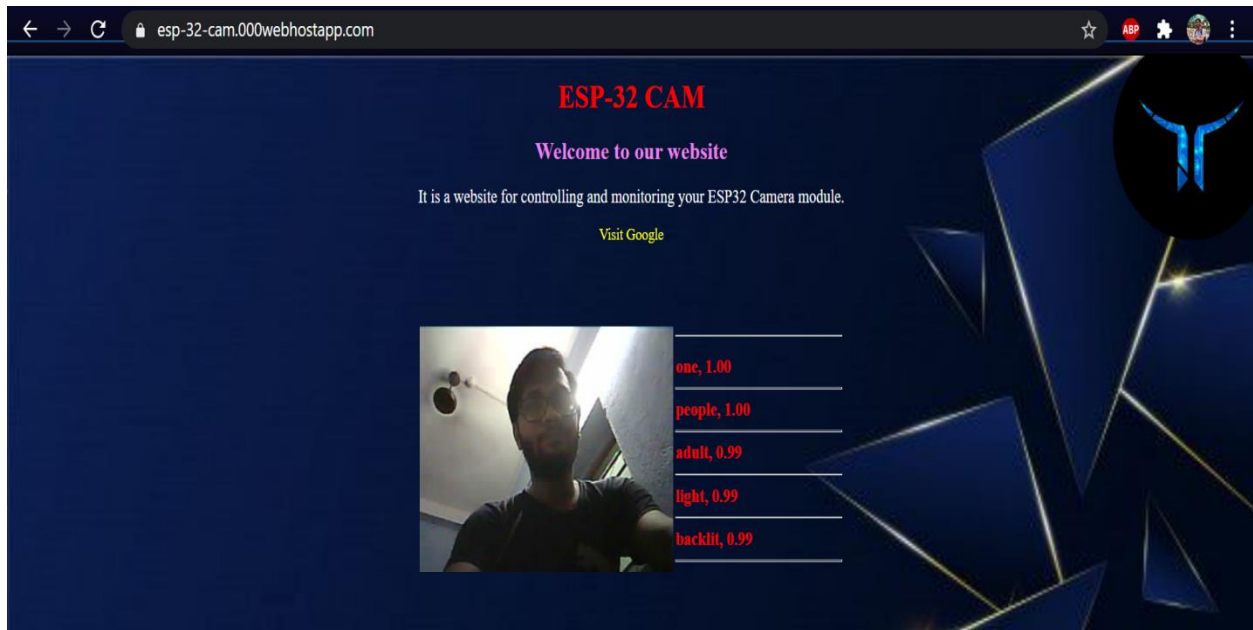 esp-32-cam.000webhostapp.com
ABP
ESP-32 CAM
Welcome to our website
It is a website for controlling and monitoring your ESP32 Camera module.
Visit Google
one, 1.00
people, 1.00
adult, 0.99
light, 0.99
backlit, 0.99